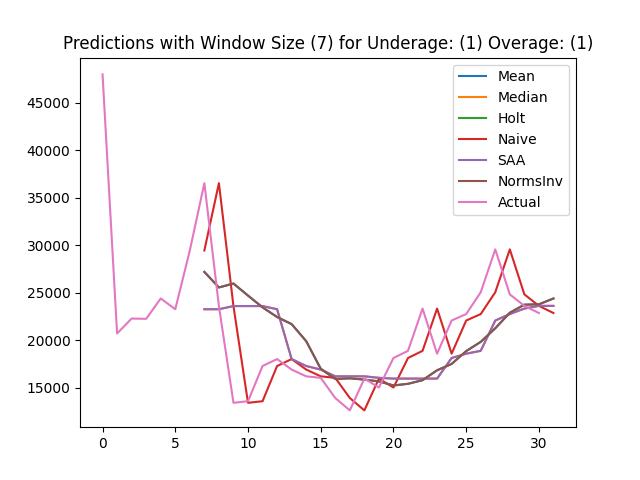 Predictions with Window Size (7) for Underage: (1) Overage: (1)
Mean
Median
Holt
Naive
SAA
NormsInv
Actual
45000
40000
35000
30000
25000
20000
15000
0 5 10 15 20 25 30